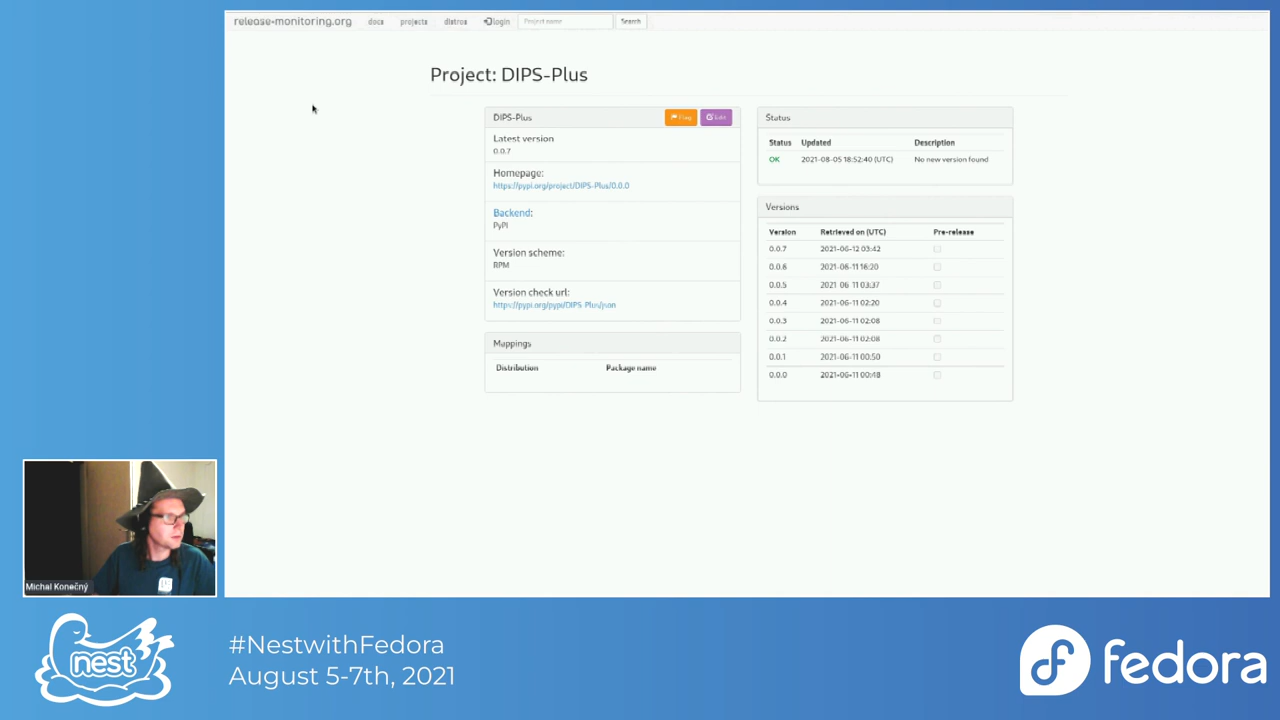 release-monitoring.org docs projects distros login Project name Search
Project: DIPS-Plus
DIPS-Plus Flag Edit
Latest version
0.0.7
Homepage:
https://pypi.org/project/DIPS-Plus/0.0.0
Backend:
PyPI
Version scheme:
RPM
Version check url:
https://pypi.org/pypi/DIPS-Plus/json
Mappings
Distribution Package name
Status
Status Updated Description
OK 2021-08-05 18:52:40 (UTC) No new version found
Versions
Version Retrieved on (UTC) Pre-release
0.0.7 2021-06-12 03:42
0.0.6 2021-06-11 16:20
0.0.5 2021-06-11 03:37
0.0.4 2021-06-11 02:20
0.0.3 2021-06-11 02:08
0.0.2 2021-06-11 02:08
0.0.1 2021-06-11 00:50
0.0.0 2021-06-11 00:48
Michal Konečný
nest
#NestwithFedora
August 5-7th, 2021
fedora